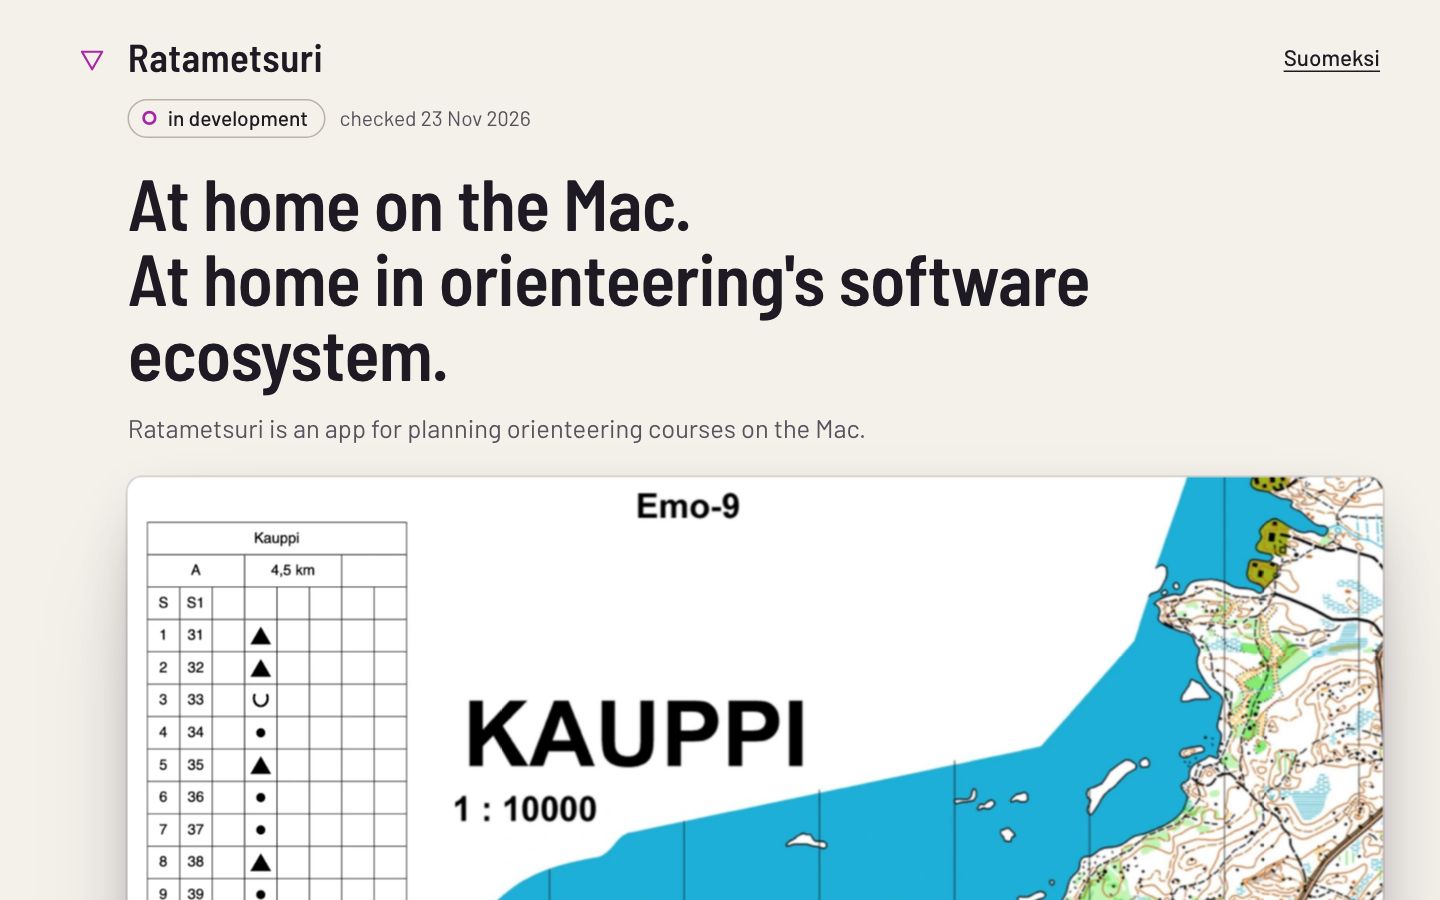 Ratametsuri
Suomeksi
in development
checked 23 Nov 2026
At home on the Mac.
At home in orienteering's software
ecosystem.
Ratametsuri is an app for planning orienteering courses on the Mac.
Emo-9
Kauppi
A 4,5 km
S S1
1 31
2 32
3 33
4 34
5 35
6 36
7 37
8 38
9 39
KAUPPI
1 : 10000